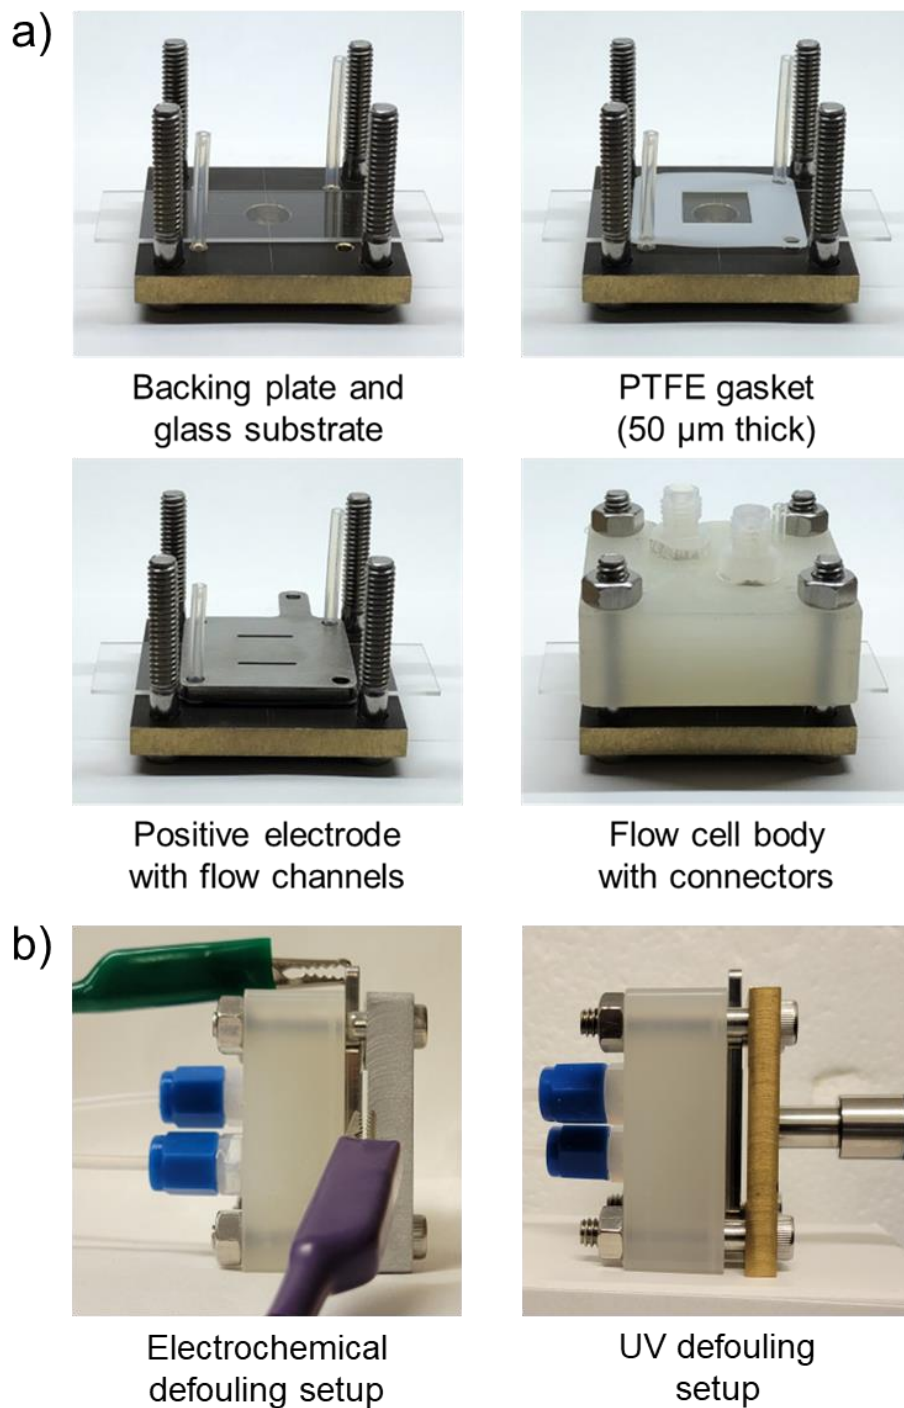 a)
Backing plate and
glass substrate
PTFE gasket
(50 µm thick)
Positive electrode
with flow channels
Flow cell body
with connectors
b)
Electrochemical
defouling setup
UV defouling
setup